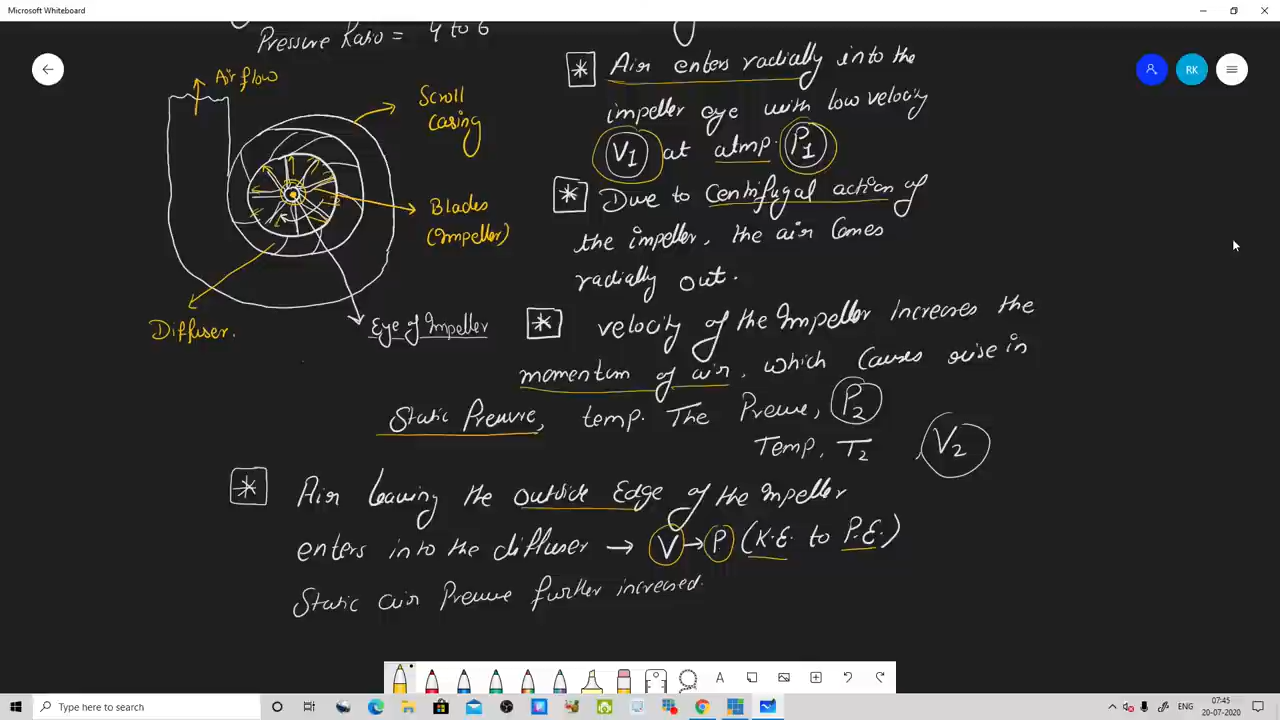 Microsoft Whiteboard
Pressure Ratio = 4 to 6
Air flow
Scroll
Casing
Blades
(Impeller)
Diffuser.
Eye of Impeller
* Air enters radially into the
impeller eye with low velocity
V1 at atmp. P1
* Due to Centrifugal action of
the impeller, the air Comes
radially out.
* velocity of the Impeller increases the
momentum of air, which Causes rise in
Static Pressure, temp. The Pressure, P2
Temp, T2 , V2
* Air leaving the outside Edge of the Impeller
enters into the diffuser → V → P (K.E. to P.E.)
Static air Pressure further increased.
RK
Type here to search
ENG
07:45
20-07-2020